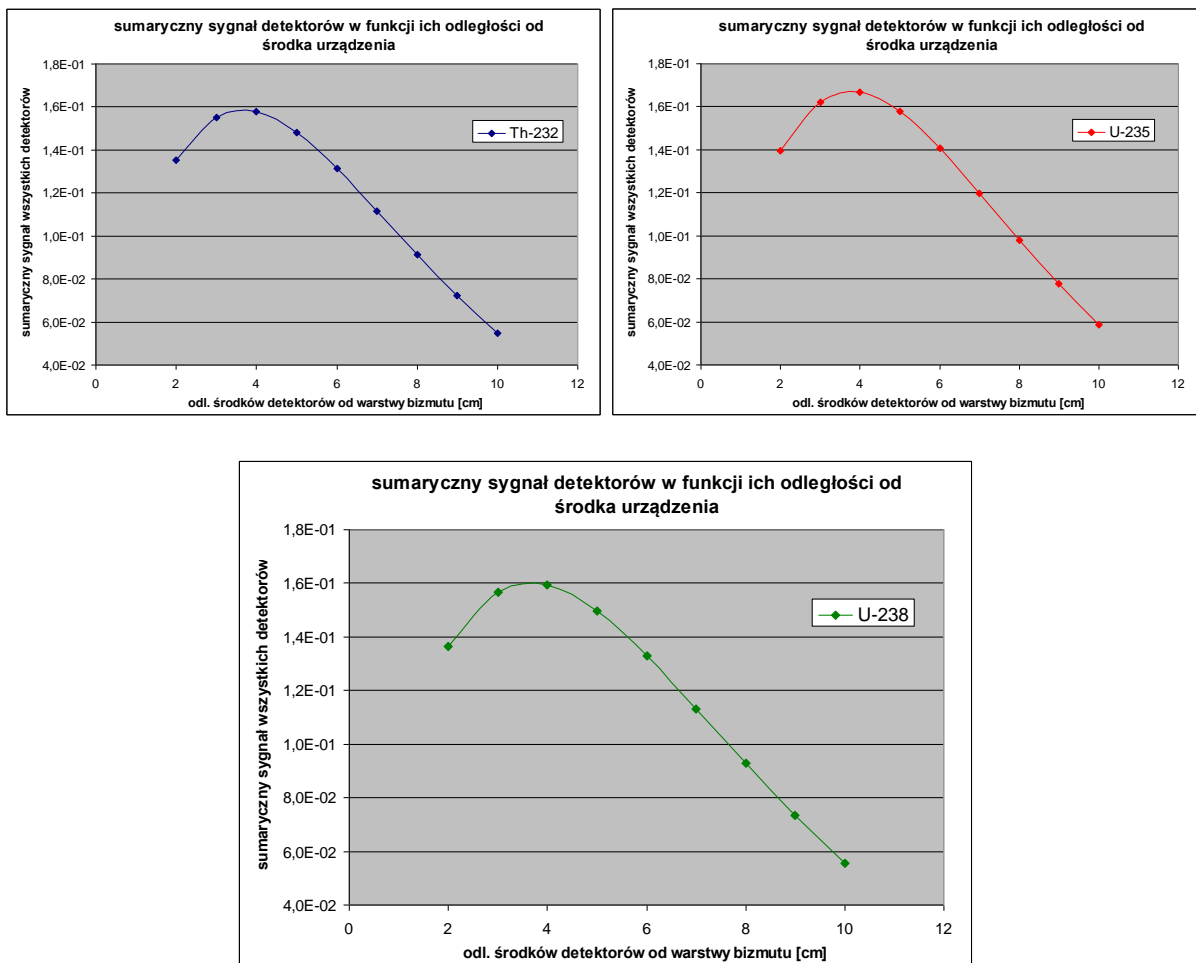 sumaryczny sygnał detektorów w funkcji ich odległości od
środka urządzenia
sumaryczny sygnał wszystkich detektorów
1,8E-01
1,6E-01
1,4E-01
1,2E-01
1,0E-01
8,0E-02
6,0E-02
4,0E-02
Th-232
0 2 4 6 8 10 12
odl. środków detektorów od warstwy bizmutu [cm]
sumaryczny sygnał detektorów w funkcji ich odległości od
środka urządzenia
sumaryczny sygnał wszystkich detektorów
1,8E-01
1,6E-01
1,4E-01
1,2E-01
1,0E-01
8,0E-02
6,0E-02
4,0E-02
U-235
0 2 4 6 8 10 12
odl. środków detektorów od warstwy bizmutu [cm]
sumaryczny sygnał detektorów w funkcji ich odległości od
środka urządzenia
sumaryczny sygnał wszystkich detektorów
1,8E-01
1,6E-01
1,4E-01
1,2E-01
1,0E-01
8,0E-02
6,0E-02
4,0E-02
U-238
0 2 4 6 8 10 12
odl. środków detektorów od warstwy bizmutu [cm]